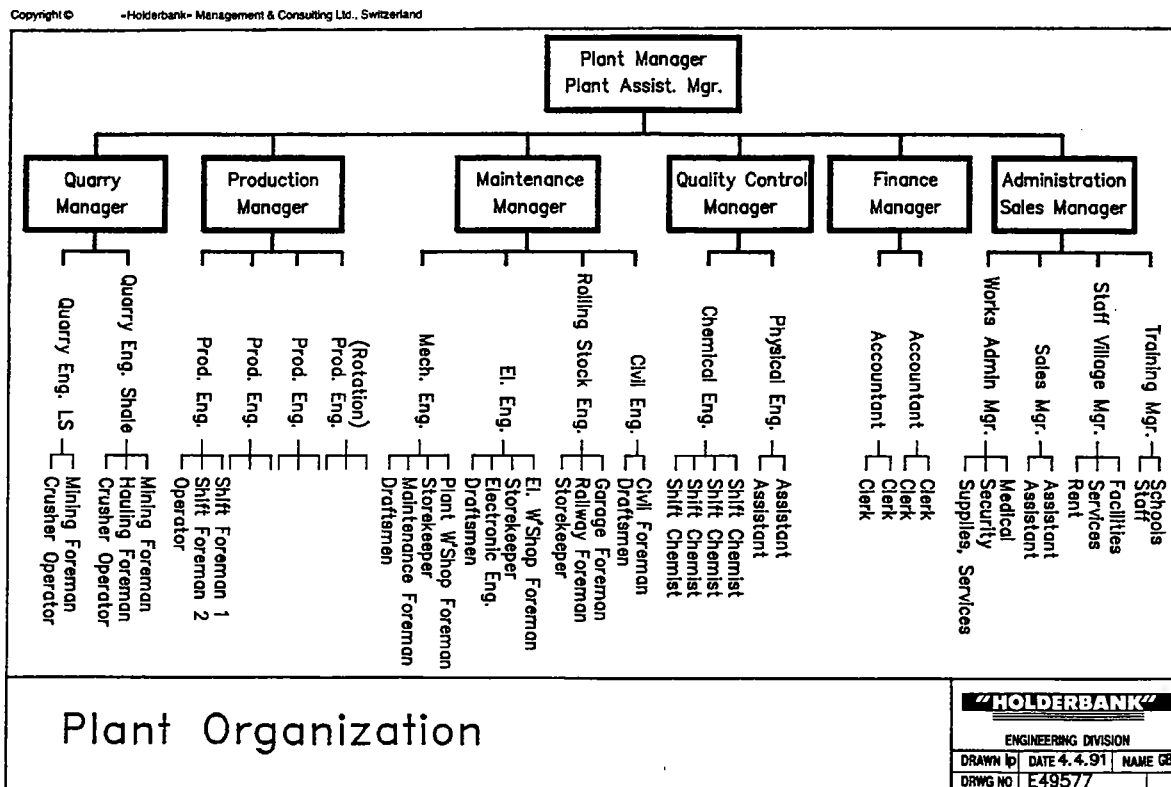 Copyright © -Holderbank- Management & Consulting Ltd., Switzerland
Plant Manager
Plant Assist. Mgr.
Quarry
Manager
Production
Manager
Maintenance
Manager
Quality Control
Manager
Finance
Manager
Administration
Sales Manager
Quarry Eng. LS
Mining Foreman
Crusher Operator
Quarry Eng. Shale
Mining Foreman
Hauling Foreman
Crusher Operator
Prod. Eng.
Shift Foreman 1
Shift Foreman 2
Operator
Prod. Eng.
Prod. Eng.
(Rotation)
Prod. Eng.
Mech. Eng.
Plant W'Shop Foreman
Storekeeper
Maintenance Foreman
Draftsmen
El. Eng.
El. W'Shop Foreman
Storekeeper
Electronic Eng.
Draftsmen
Rolling Stock Eng.
Garage Foreman
Railway Foreman
Storekeeper
Civil Eng.
Civil Foreman
Draftsmen
Chemical Eng.
Shift Chemist
Shift Chemist
Shift Chemist
Shift Chemist
Physical Eng.
Assistant
Assistant
Accountant
Clerk
Clerk
Accountant
Clerk
Clerk
Works Admin Mgr.
Medical
Security
Supplies, Services
Sales Mgr.
Assistant
Assistant
Staff Village Mgr.
Facilities
Services
Rent
Training Mgr.
Schools
Staff
Plant Organization
"HOLDERBANK"
ENGINEERING DIVISION
DRAWN lp DATE 4.4.91 NAME GB
DRWG NO E49577